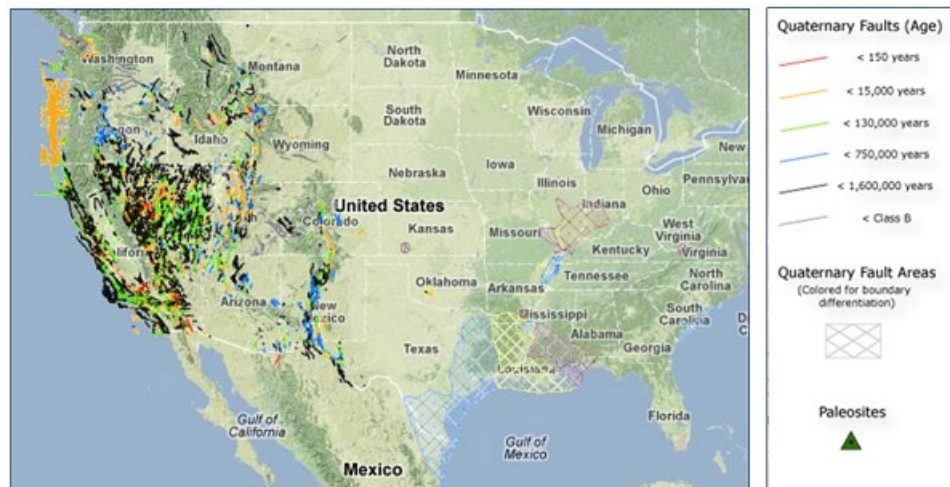 Washington
Montana
North
Dakota
Minnesota
Oregon
Idaho
South
Dakota
Wisconsin
Michigan
Wyoming
New
Iowa
Nebraska
Illinois
Indiana
Ohio
Pennsylvan
United States
Colorado
Kansas
Missouri
West
Virginia
Virginia
Kentucky
California
Oklahoma
Tennessee
North
Carolina
Arkansas
Arizona
New
Mexico
Mississippi
South
Carolina
Alabama
Georgia
Texas
Louisiana
Gulf of
California
Gulf of
Mexico
Florida
Mexico
Quaternary Faults (Age)
< 150 years
< 15,000 years
< 130,000 years
< 750,000 years
< 1,600,000 years
< Class B
Quaternary Fault Areas
(Colored for boundary
differentiation)
Paleosites